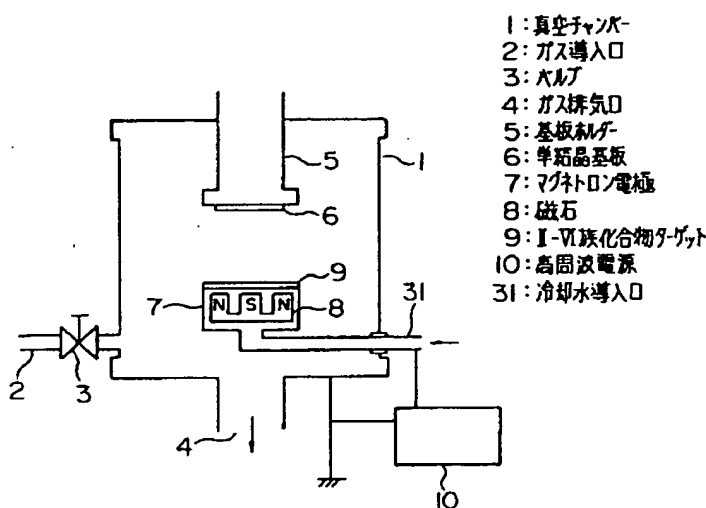 1：真空チャンバー
2：ガス導入口
3：バルブ
4：ガス排気口
5：基板ホルダー
6：単結晶基板
7：マグネトロン電極
8：磁石
9：Ⅱ-Ⅵ族化合物ターゲット
10：高周波電源
31：冷却水導入口
5
1
6
9
7
N S N
8
31
2
3
4
10